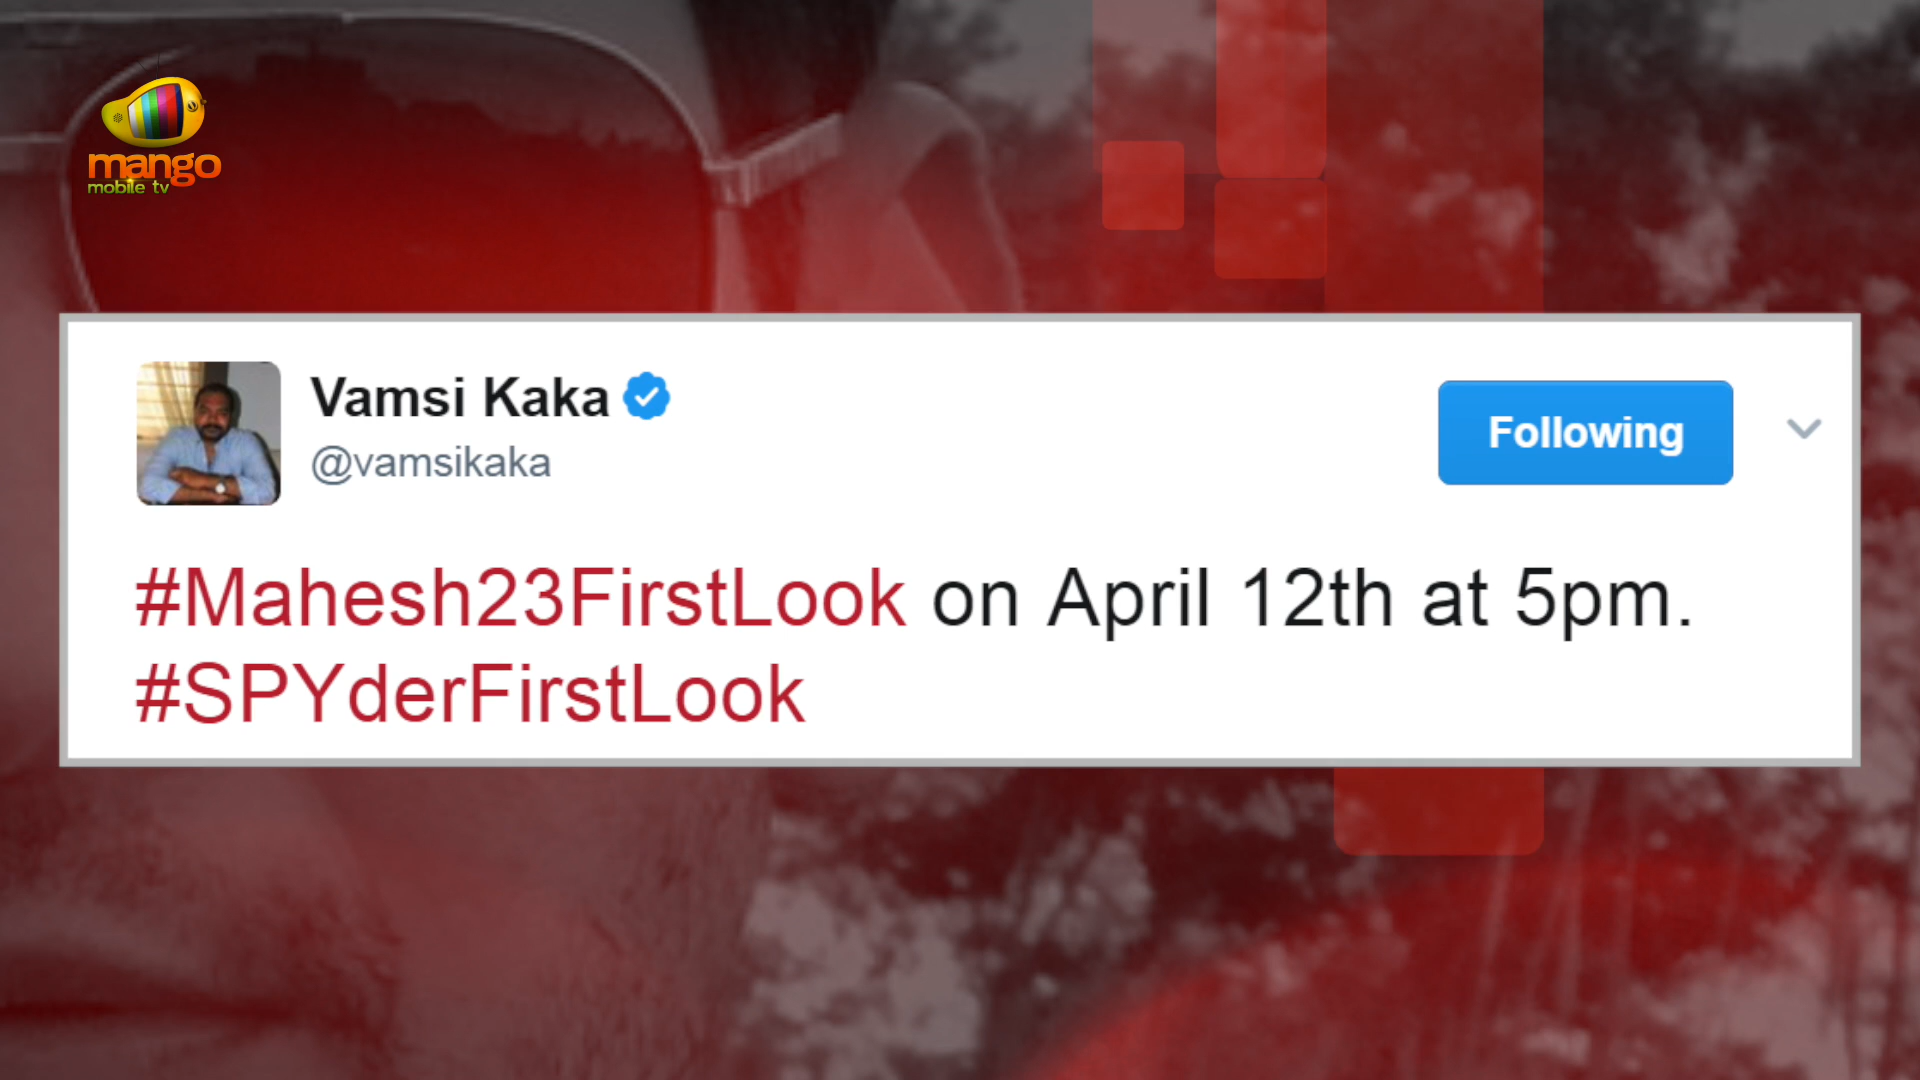 mango
mobile tv
Vamsi Kaka
@vamsikaka
Following
#Mahesh23FirstLook on April 12th at 5pm.
#SPYderFirstLook